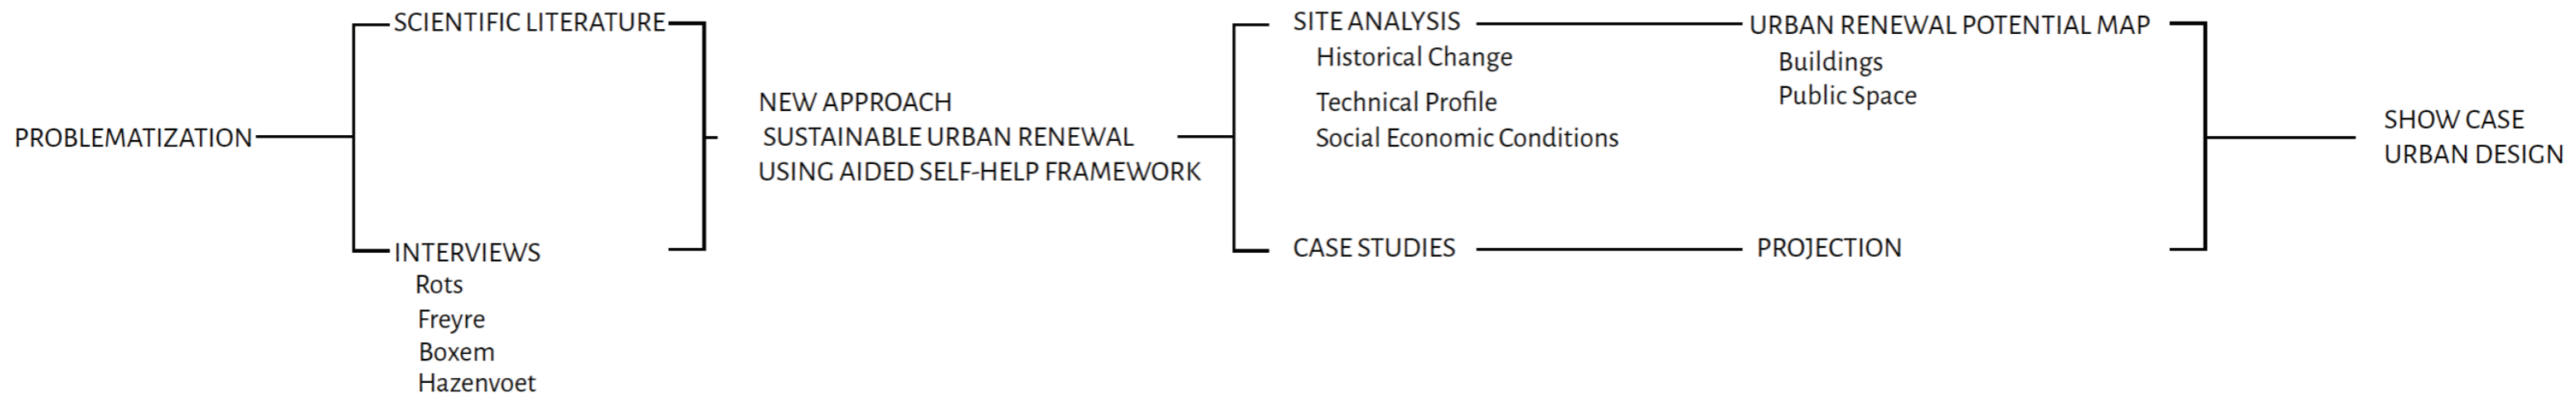 PROBLEMATIZATION
SCIENTIFIC LITERATURE
INTERVIEWS
Rots
Freyre
Boxem
Hazenvoet
NEW APPROACH
SUSTAINABLE URBAN RENEWAL
USING AIDED SELF-HELP FRAMEWORK
SITE ANALYSIS
Historical Change
Technical Profile
Social Economic Conditions
CASE STUDIES
URBAN RENEWAL POTENTIAL MAP
Buildings
Public Space
PROJECTION
SHOW CASE
URBAN DESIGN